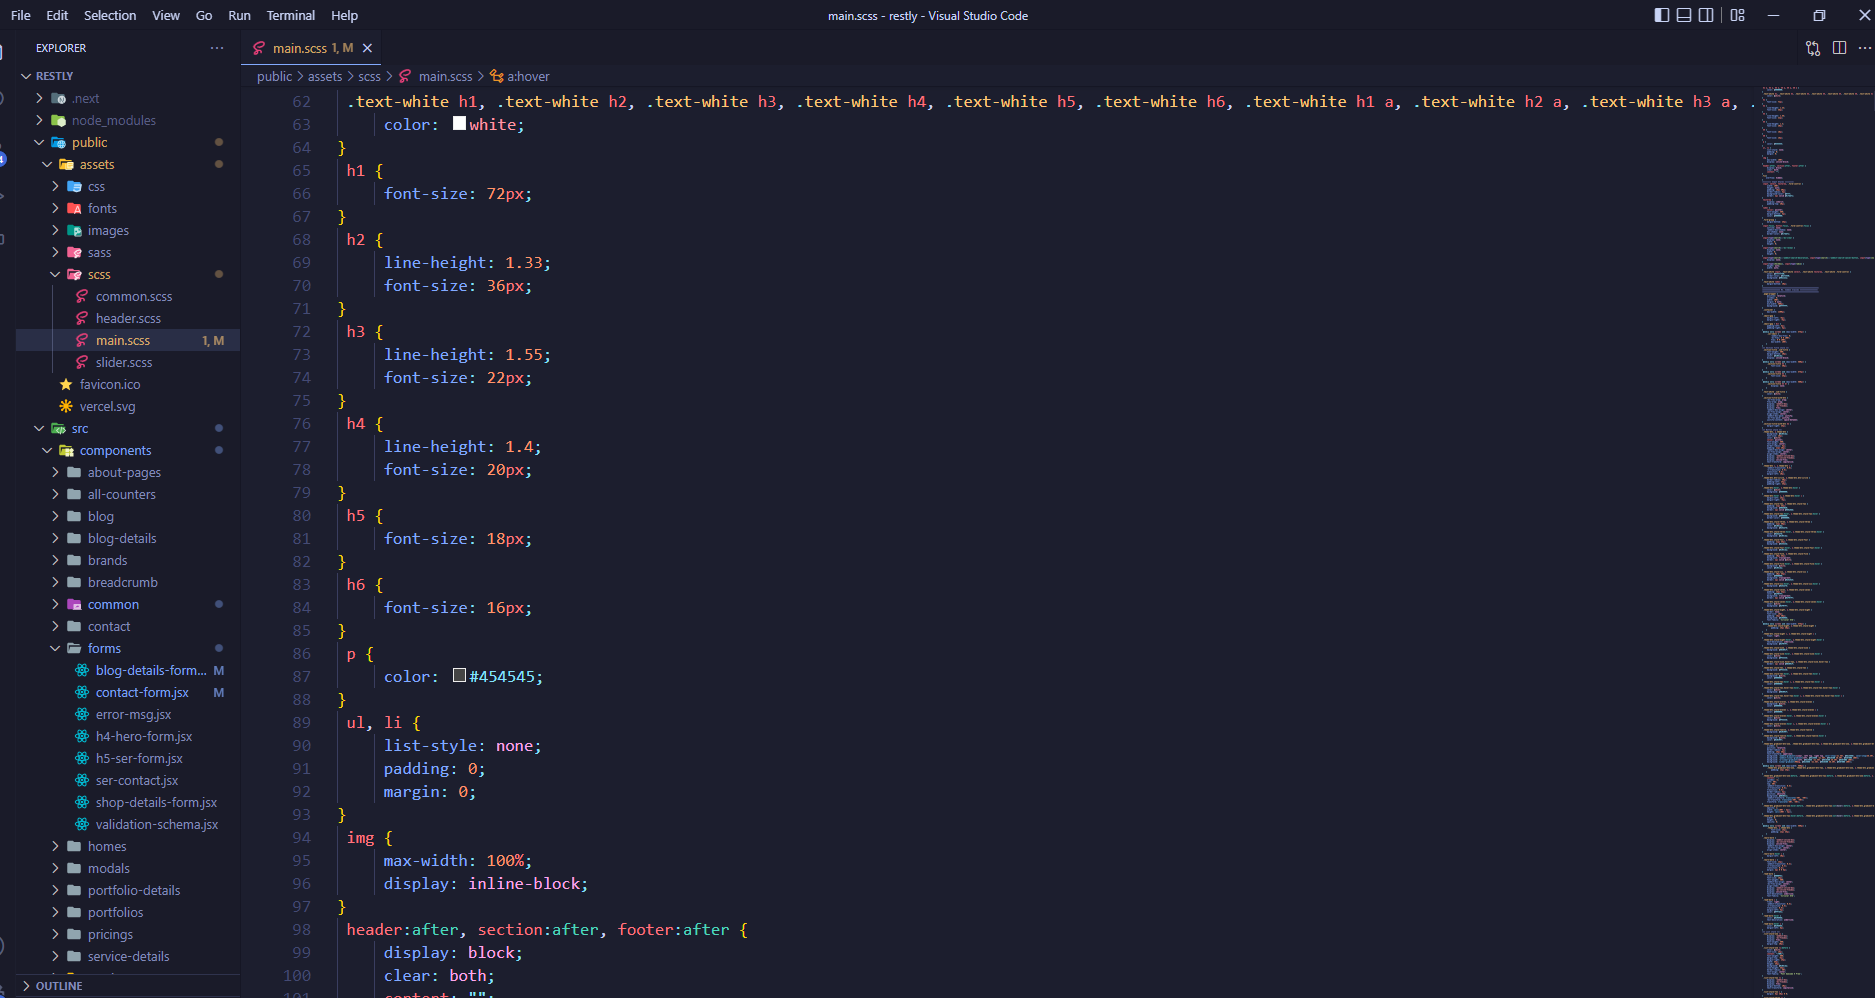 File Edit Selection View Go Run Terminal Help
main.scss - restly - Visual Studio Code
EXPLORER
RESTLY
.next
node_modules
public
assets
css
fonts
images
sass
scss
common.scss
header.scss
main.scss 1, M
slider.scss
favicon.ico
vercel.svg
src
components
about-pages
all-counters
blog
blog-details
brands
breadcrumb
common
contact
forms
blog-details-form... M
contact-form.jsx M
error-msg.jsx
h4-hero-form.jsx
h5-ser-form.jsx
ser-contact.jsx
shop-details-form.jsx
validation-schema.jsx
homes
modals
portfolio-details
portfolios
pricings
service-details
OUTLINE
main.scss 1, M
public > assets > scss > main.scss > a:hover
62 .text-white h1, .text-white h2, .text-white h3, .text-white h4, .text-white h5, .text-white h6, .text-white h1 a, .text-white h2 a, .text-white h3 a, .
63 color: white;
64 }
65 h1 {
66 font-size: 72px;
67 }
68 h2 {
69 line-height: 1.33;
70 font-size: 36px;
71 }
72 h3 {
73 line-height: 1.55;
74 font-size: 22px;
75 }
76 h4 {
77 line-height: 1.4;
78 font-size: 20px;
79 }
80 h5 {
81 font-size: 18px;
82 }
83 h6 {
84 font-size: 16px;
85 }
86 p {
87 color: #454545;
88 }
89 ul, li {
90 list-style: none;
91 padding: 0;
92 margin: 0;
93 }
94 img {
95 max-width: 100%;
96 display: inline-block;
97 }
98 header:after, section:after, footer:after {
99 display: block;
100 clear: both;
101 content: "";